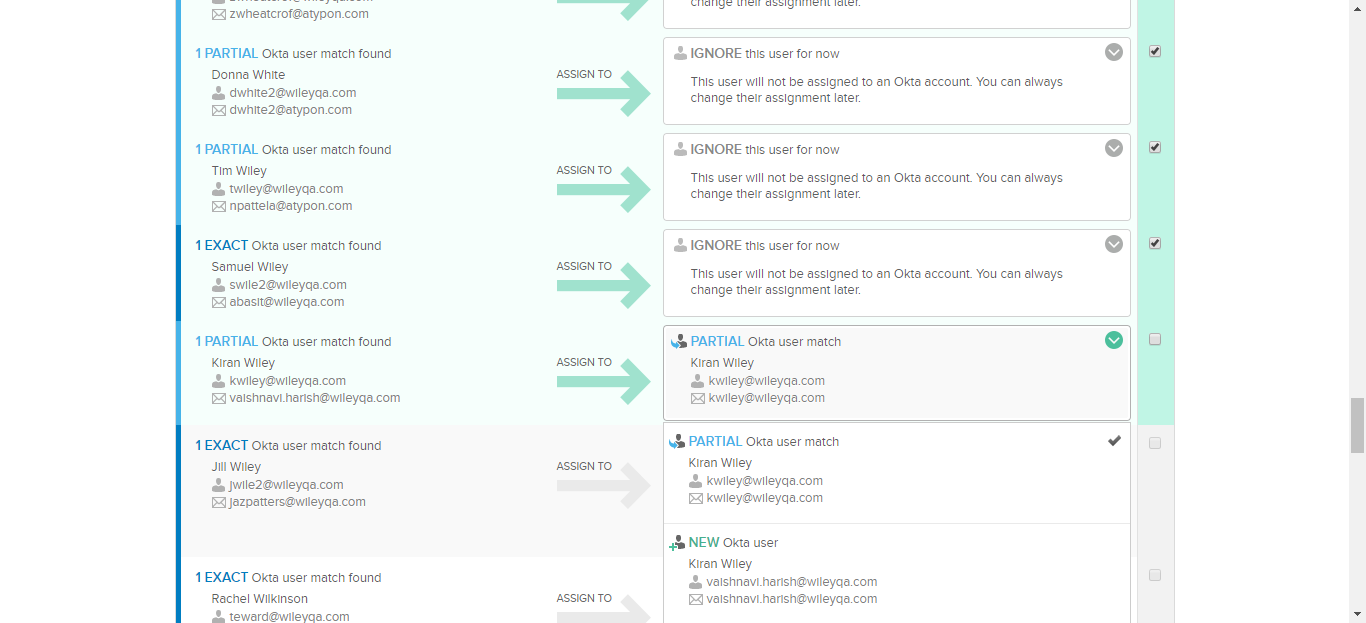 zwheatcrof@atypon.com
change their assignment later.
1 PARTIAL Okta user match found
Donna White
dwhite2@wileyqa.com
dwhite2@atypon.com
ASSIGN TO
IGNORE this user for now
This user will not be assigned to an Okta account. You can always
change their assignment later.
1 PARTIAL Okta user match found
Tim Wiley
twiley@wileyqa.com
npattela@atypon.com
ASSIGN TO
IGNORE this user for now
This user will not be assigned to an Okta account. You can always
change their assignment later.
1 EXACT Okta user match found
Samuel Wiley
swile2@wileyqa.com
abasit@wileyqa.com
ASSIGN TO
IGNORE this user for now
This user will not be assigned to an Okta account. You can always
change their assignment later.
1 PARTIAL Okta user match found
Kiran Wiley
kwiley@wileyqa.com
vaishnavi.harish@wileyqa.com
ASSIGN TO
PARTIAL Okta user match
Kiran Wiley
kwiley@wileyqa.com
kwiley@wileyqa.com
1 EXACT Okta user match found
Jill Wiley
jwile2@wileyqa.com
jazpatters@wileyqa.com
ASSIGN TO
PARTIAL Okta user match
Kiran Wiley
kwiley@wileyqa.com
kwiley@wileyqa.com
NEW Okta user
Kiran Wiley
vaishnavi.harish@wileyqa.com
vaishnavi.harish@wileyqa.com
1 EXACT Okta user match found
Rachel Wilkinson
teward@wileyqa.com
ASSIGN TO